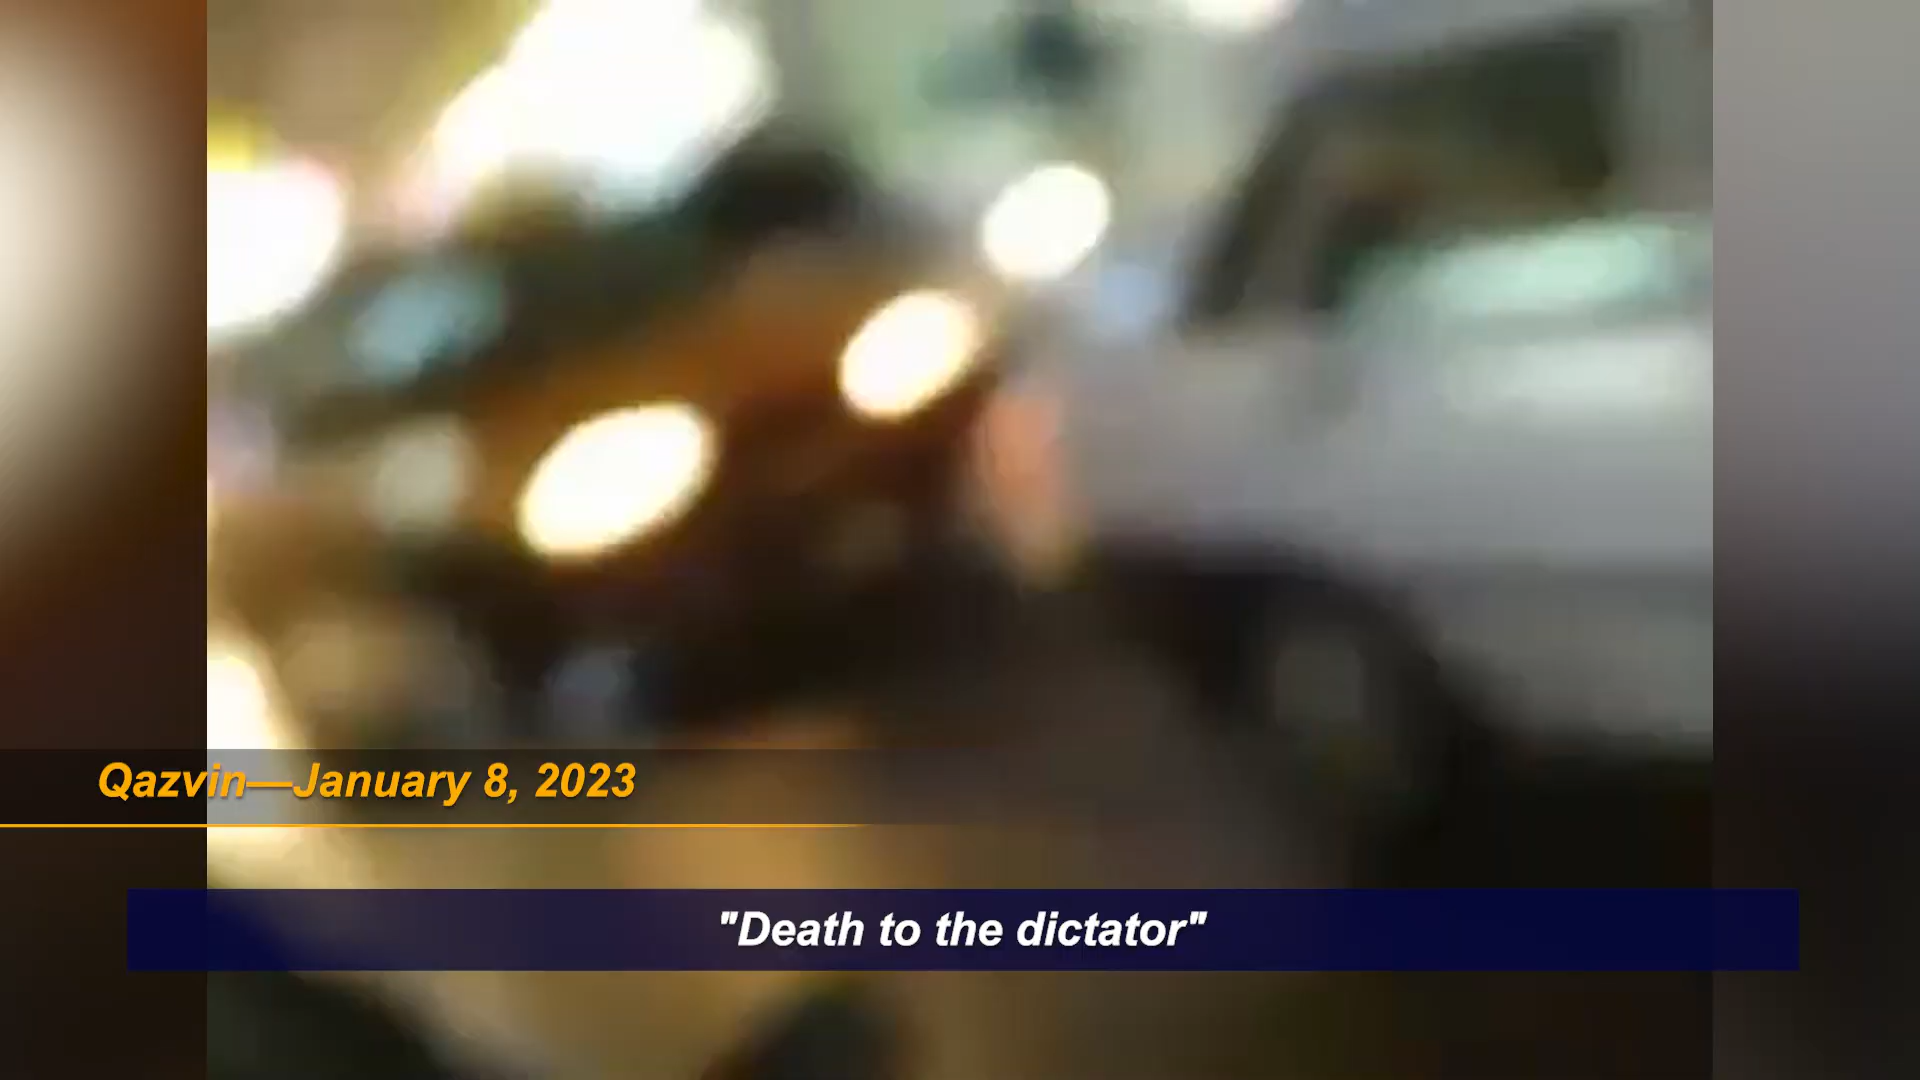 Qazvin—January 8, 2023
"Death to the dictator"